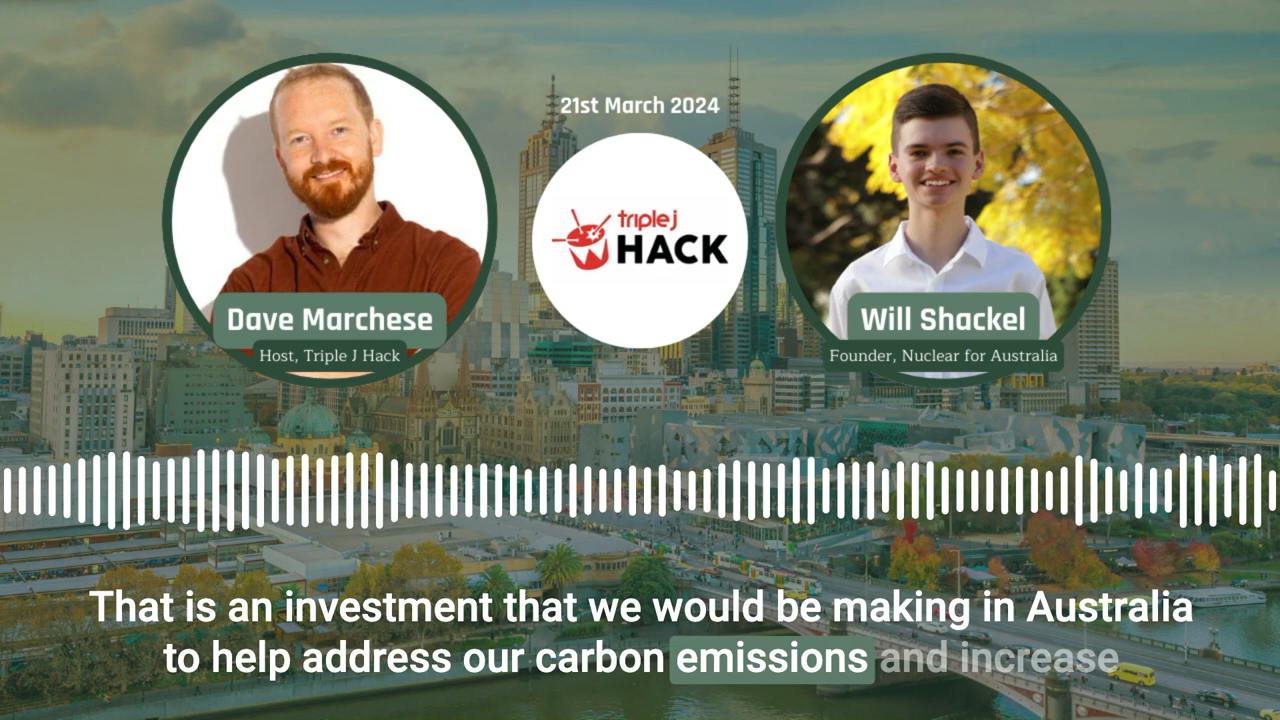 21st March 2024
triple j
HACK
Dave Marchese
Host, Triple J Hack
Will Shackel
Founder, Nuclear for Australia
That is an investment that we would be making in Australia
to help address our carbon emissions and increase